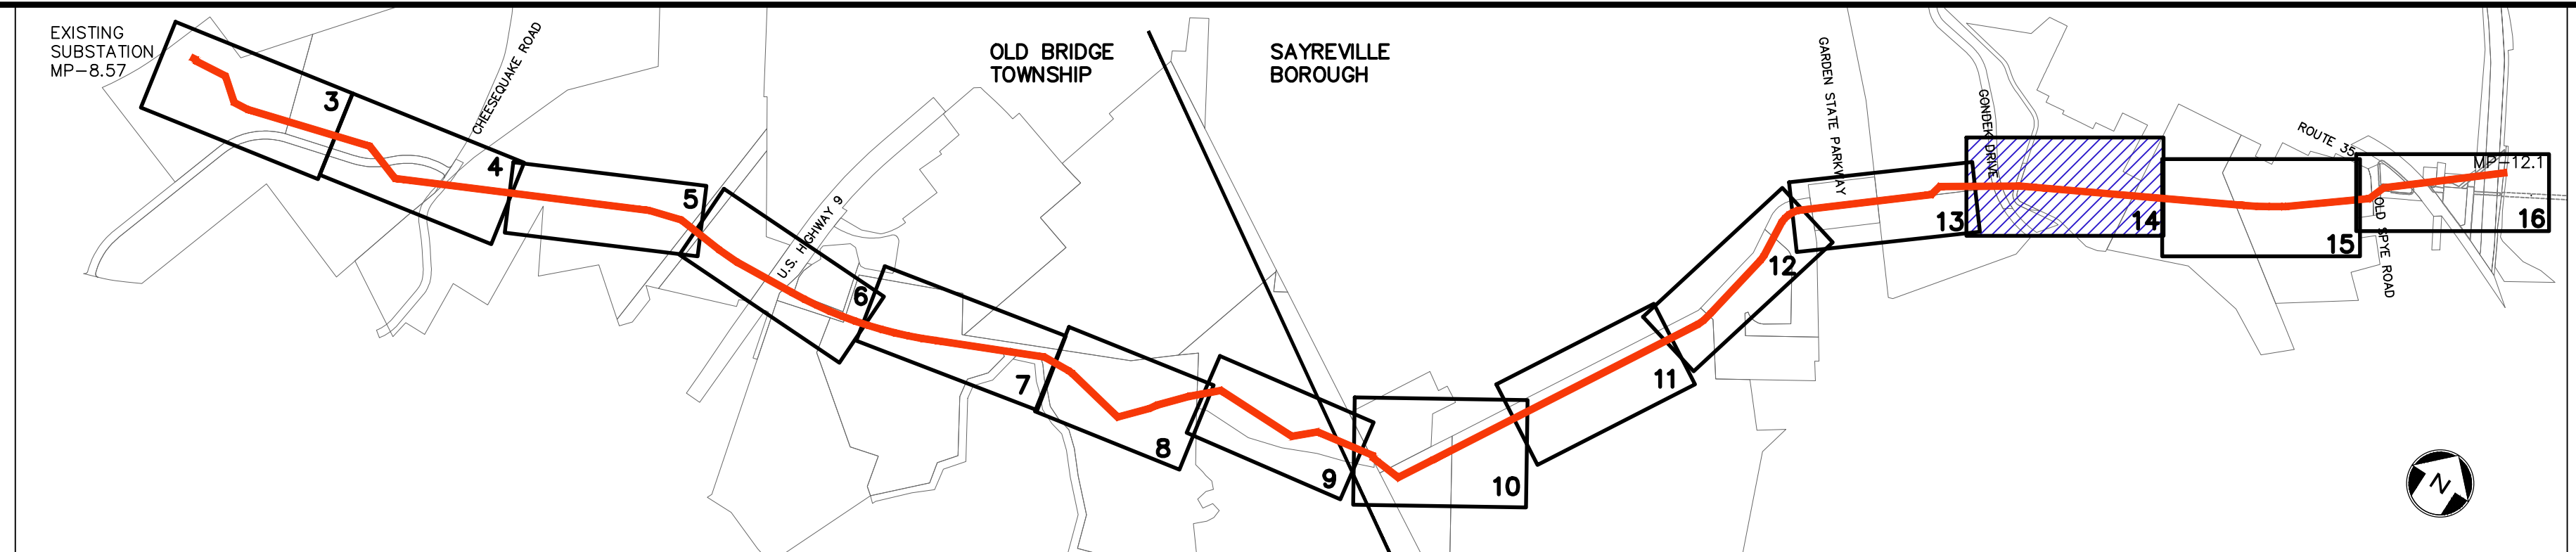 EXISTING
SUBSTATION
MP-8.57
3
CHEESEQUAKE ROAD
4
5
U.S. HIGHWAY 9
6
7
8
9
OLD BRIDGE
TOWNSHIP
SAYREVILLE
BOROUGH
10
11
12
GARDEN STATE PARKWAY
13
GONDEK DRIVE
14
ROUTE 35
15
OLD SPYE ROAD
MP-12.1
16
N